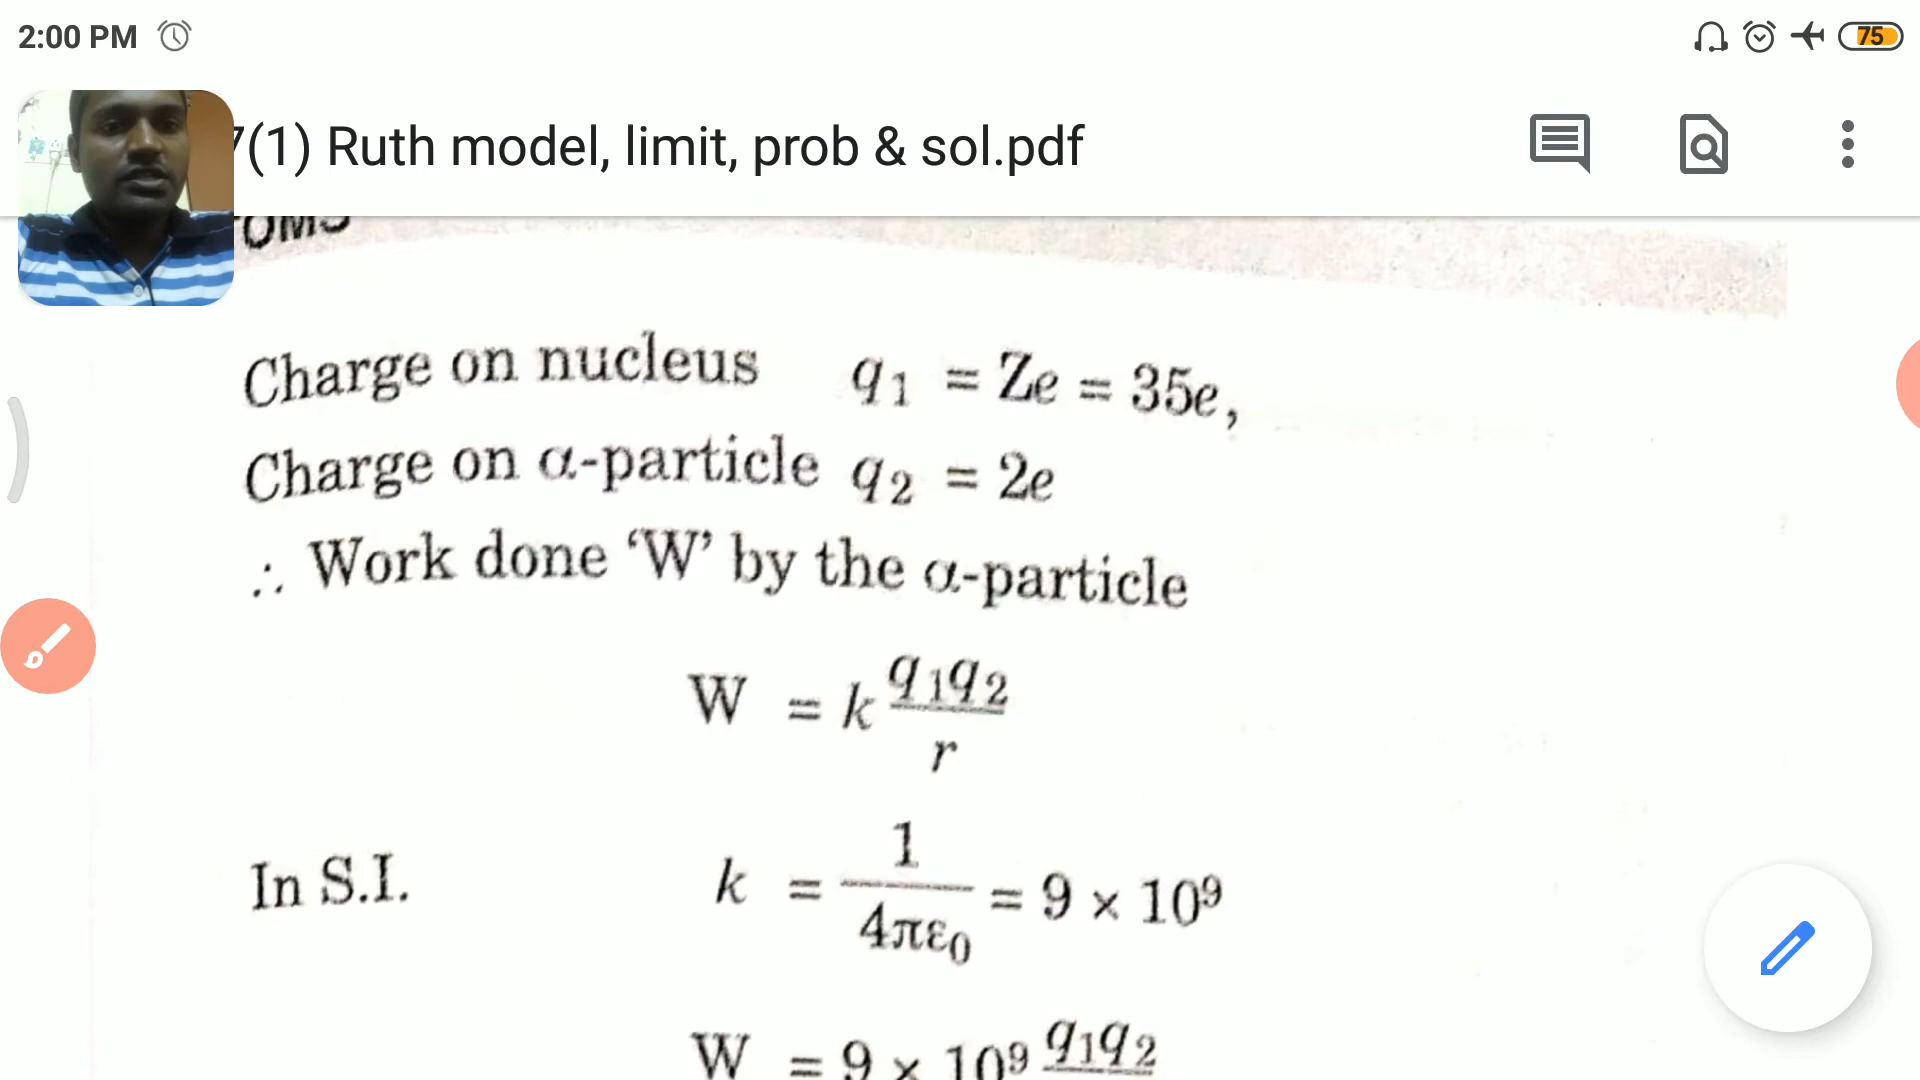 2:00 PM
75
7(1) Ruth model, limit, prob & sol.pdf
Charge on nucleus q₁ = Ze = 35e,
Charge on α-particle q₂ = 2e
∴ Work done ‘W’ by the α-particle
W = k q₁q₂ / r
In S.I. k = 1 / 4πε₀ = 9 × 10⁹
W = 9 × 10⁹ q₁q₂